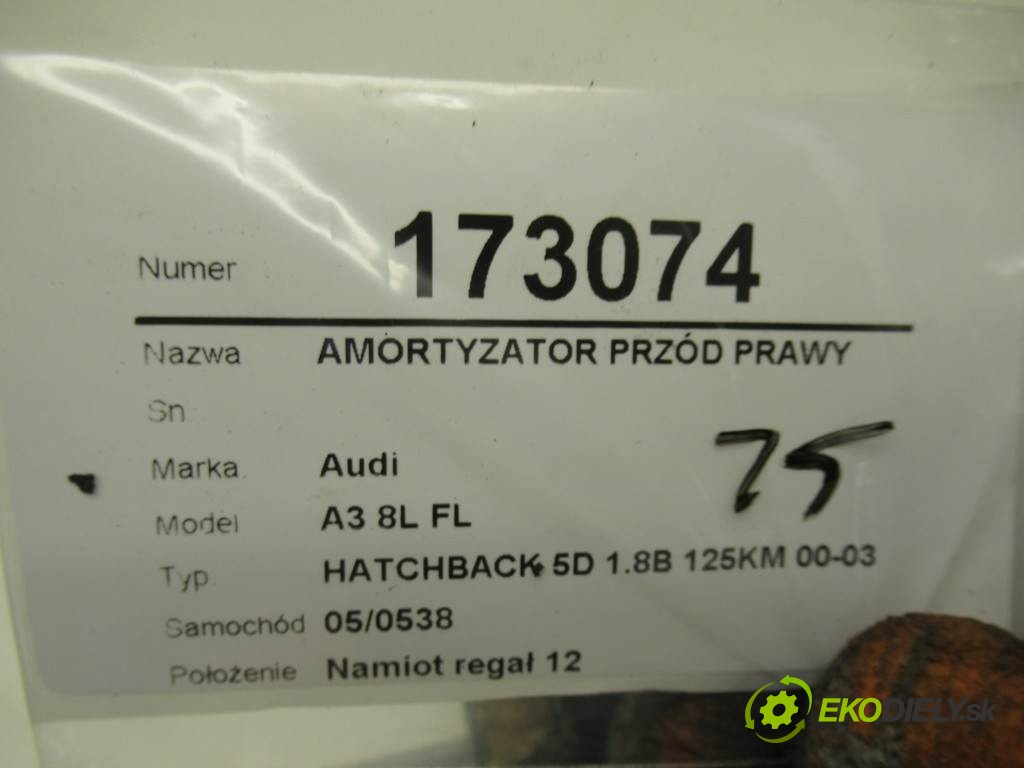 Numer 173074
Nazwa AMORTYZATOR PRZÓD PRAWY
Sn.
Marka. Audi
75
Model A3 8L FL
Typ. HATCHBACK 5D 1.8B 125KM 00-03
Samochód 05/0538
Położenie Namiot regał 12
EKODIELY.sk